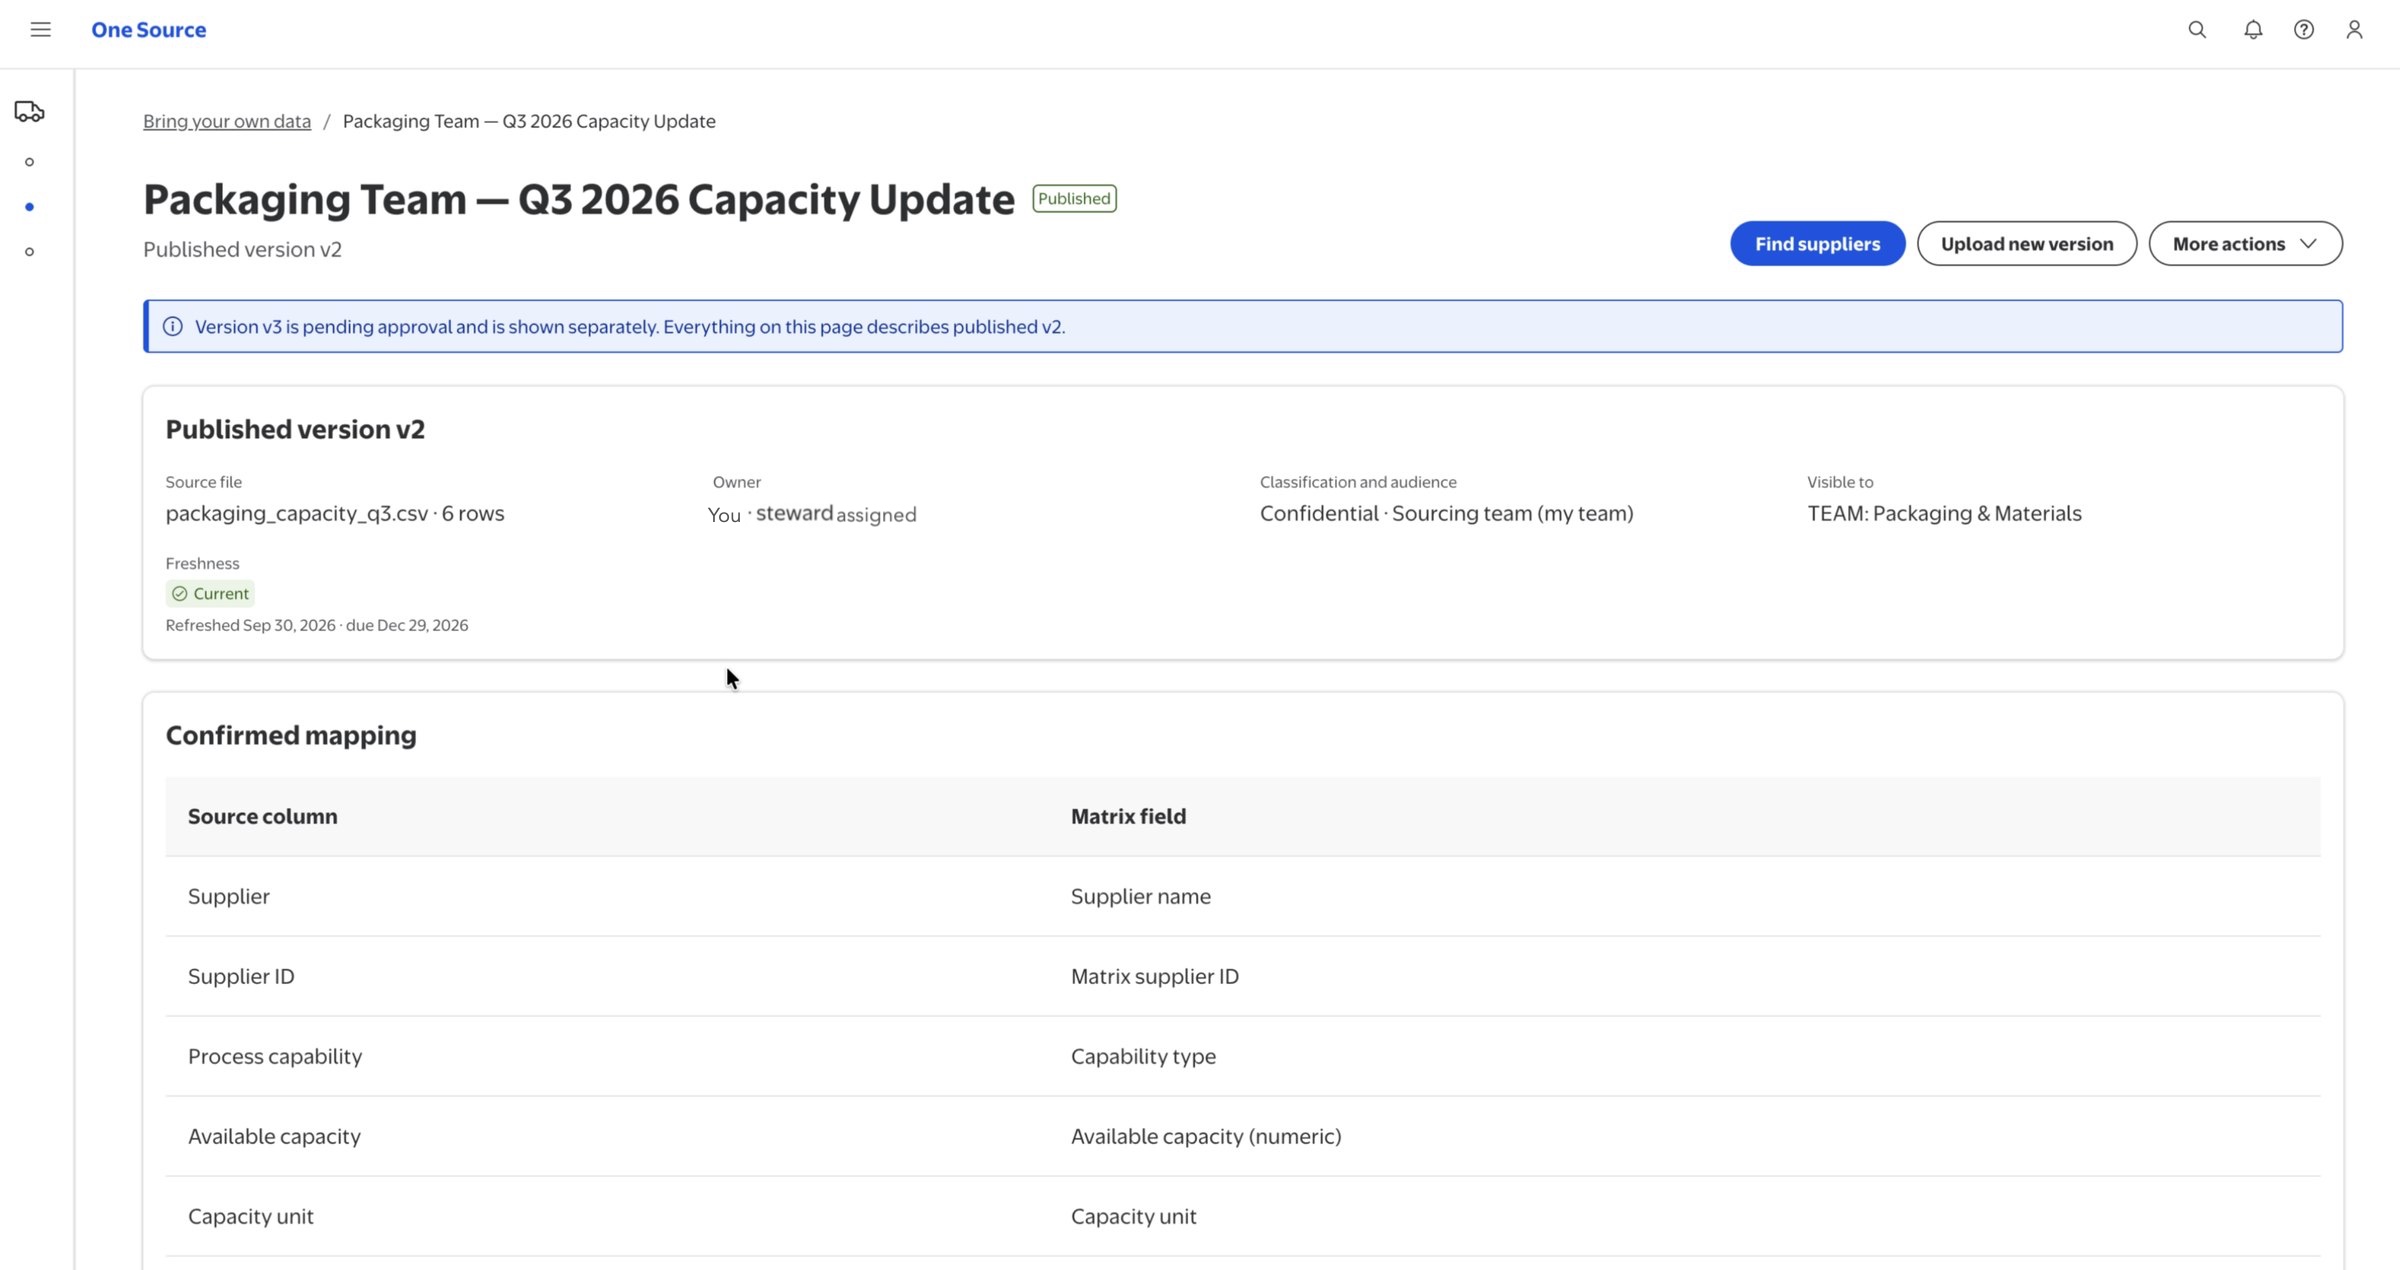 One Source
Bring your own data / Packaging Team — Q3 2026 Capacity Update
Packaging Team — Q3 2026 Capacity Update Published
Published version v2
Find suppliers Upload new version More actions
Version v3 is pending approval and is shown separately. Everything on this page describes published v2.
Published version v2
Source file Owner Classification and audience Visible to
packaging_capacity_q3.csv · 6 rows You · steward assigned Confidential · Sourcing team (my team) TEAM: Packaging & Materials
Freshness
Current
Refreshed Sep 30, 2026 · due Dec 29, 2026
Confirmed mapping
Source column Matrix field
Supplier Supplier name
Supplier ID Matrix supplier ID
Process capability Capability type
Available capacity Available capacity (numeric)
Capacity unit Capacity unit